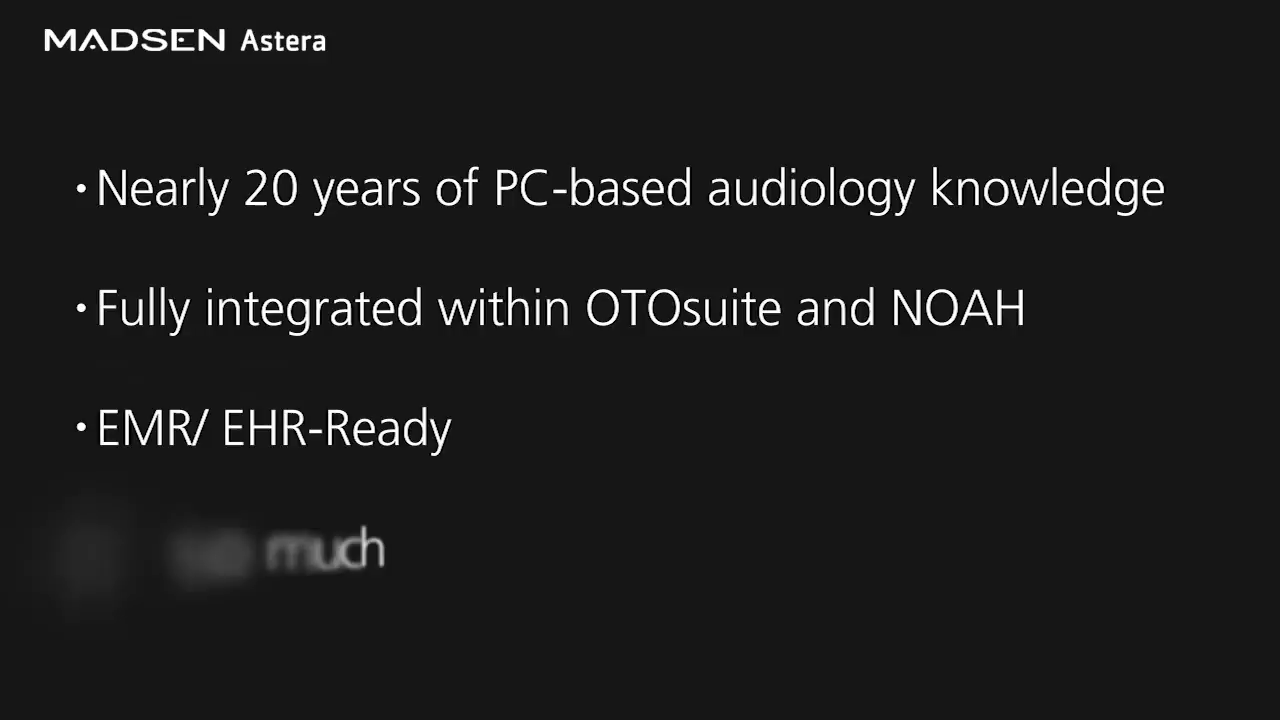 MADSEN Astera
• Nearly 20 years of PC-based audiology knowledge
• Fully integrated within OTOsuite and NOAH
• EMR/ EHR-Ready
much